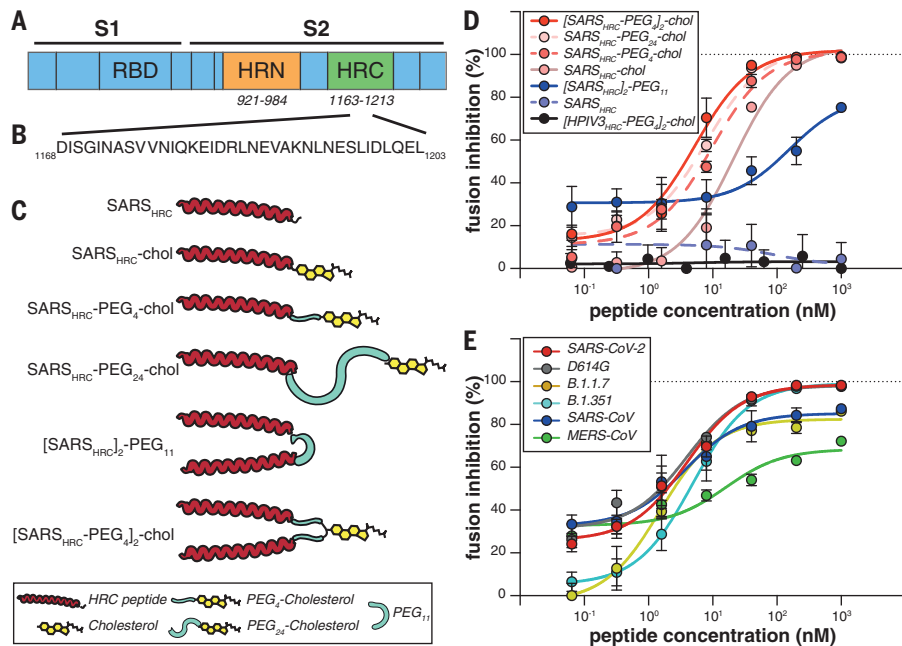 A
S1 S2
RBD HRN HRC
921-984 1163-1213
B
1168DISGINASVVNIQKEIDRLNEVAKNLNESLIDLQEL1203
C
SARSHRC
SARSHRC-chol
SARSHRC-PEG4-chol
SARSHRC-PEG24-chol
[SARSHRC]2-PEG11
[SARSHRC-PEG4]2-chol
HRC peptide
PEG4-Cholesterol
PEG11
Cholesterol
PEG24-Cholesterol
D
[SARSHRC-PEG4]2-chol
SARSHRC-PEG24-chol
SARSHRC-PEG4-chol
SARSHRC-chol
[SARSHRC]2-PEG11
SARSHRC
[HPIV3HRC-PEG4]2-chol
fusion inhibition (%)
100
80
60
40
20
0
10-1 100 101 102 103
peptide concentration (nM)
E
SARS-CoV-2
D614G
B.1.1.7
B.1.351
SARS-CoV
MERS-CoV
fusion inhibition (%)
100
80
60
40
20
0
10-1 100 101 102 103
peptide concentration (nM)